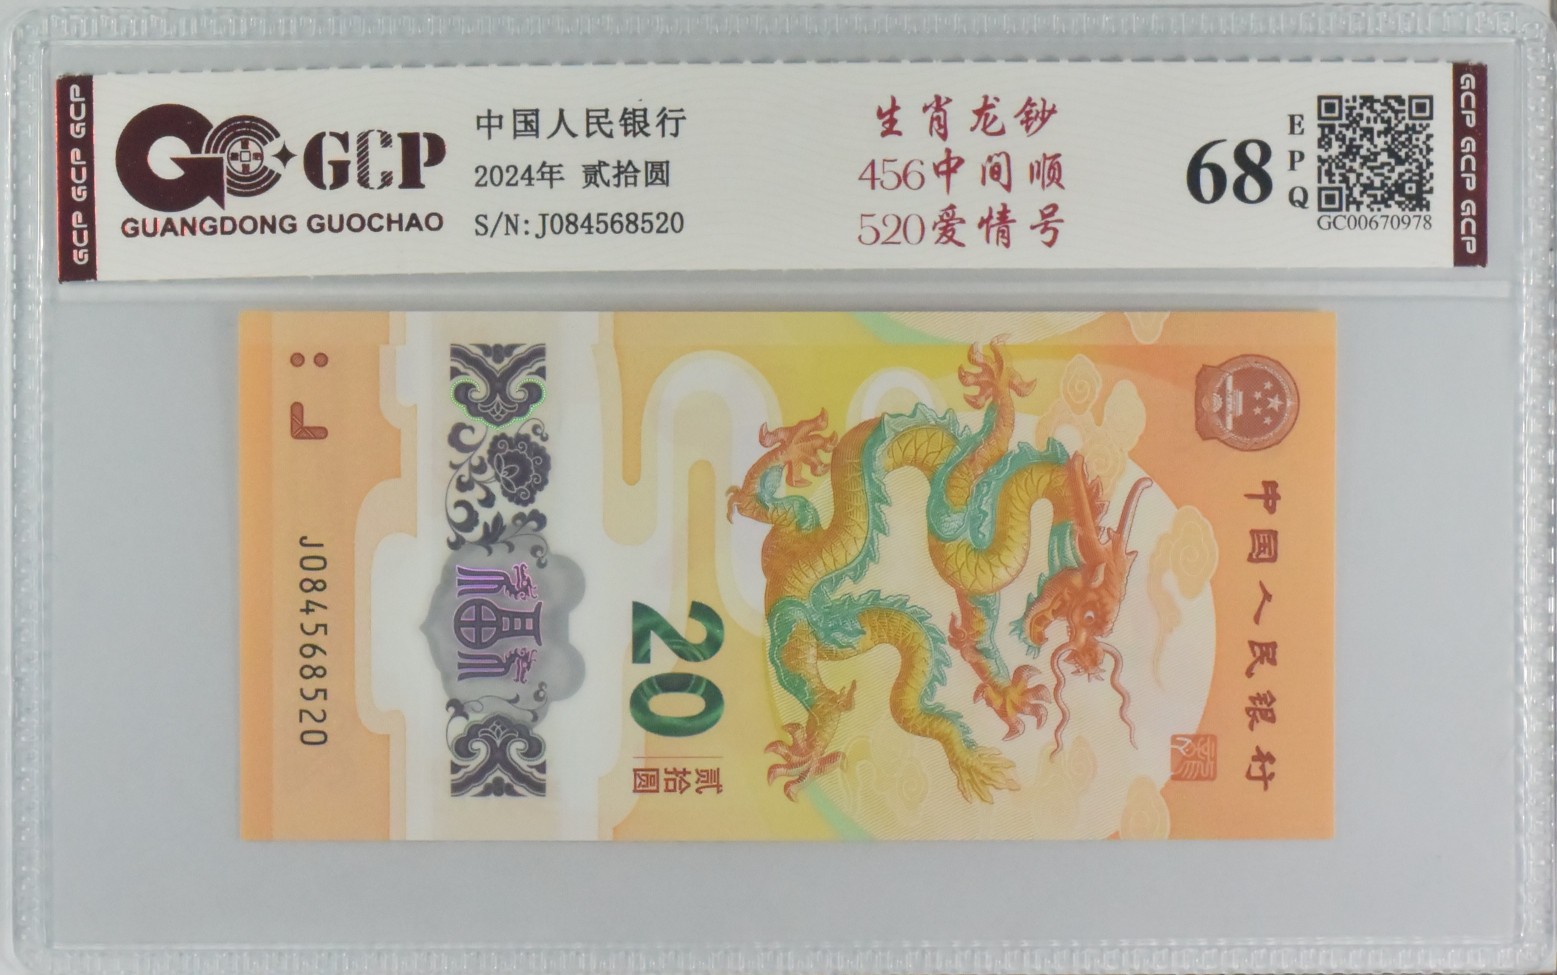 GCP GCP GCP
GCP
GUANGDONG GUOCHAO
中国人民银行
2024年 贰拾圆
S/N:J084568520
生肖龙钞
456中间顺
520爱情号
68
EPQ
GC00670978
GCP GCP GCP
中国人民银行
20
贰拾圆
福
J084568520